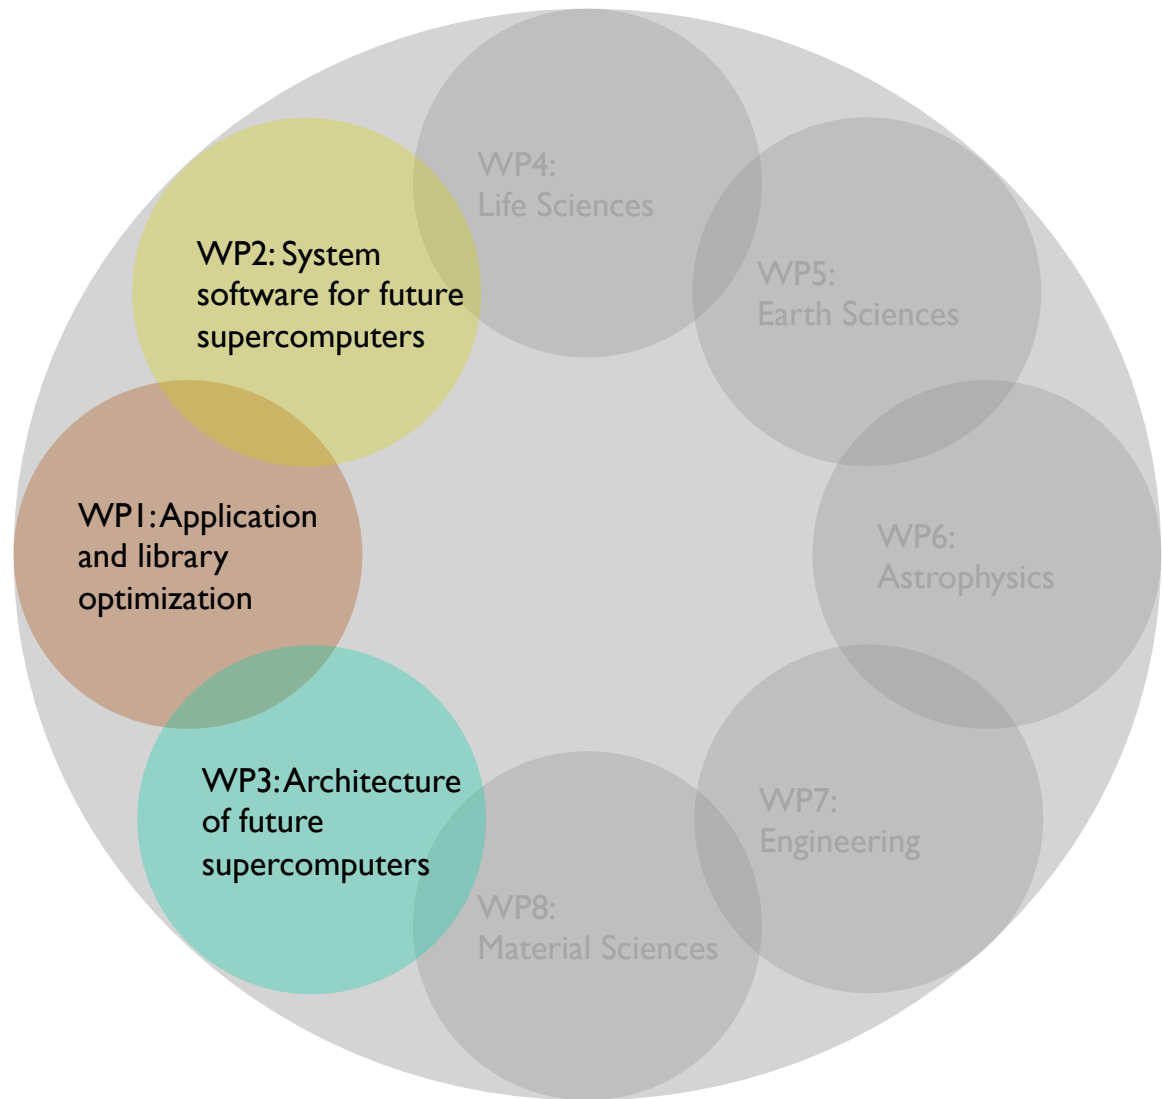 WP4:
Life Sciences
WP2: System
software for future
supercomputers
WP5:
Earth Sciences
WP1: Application
and library
optimization
WP6:
Astrophysics
WP3: Architecture
of future
supercomputers
WP7:
Engineering
WP8:
Material Sciences